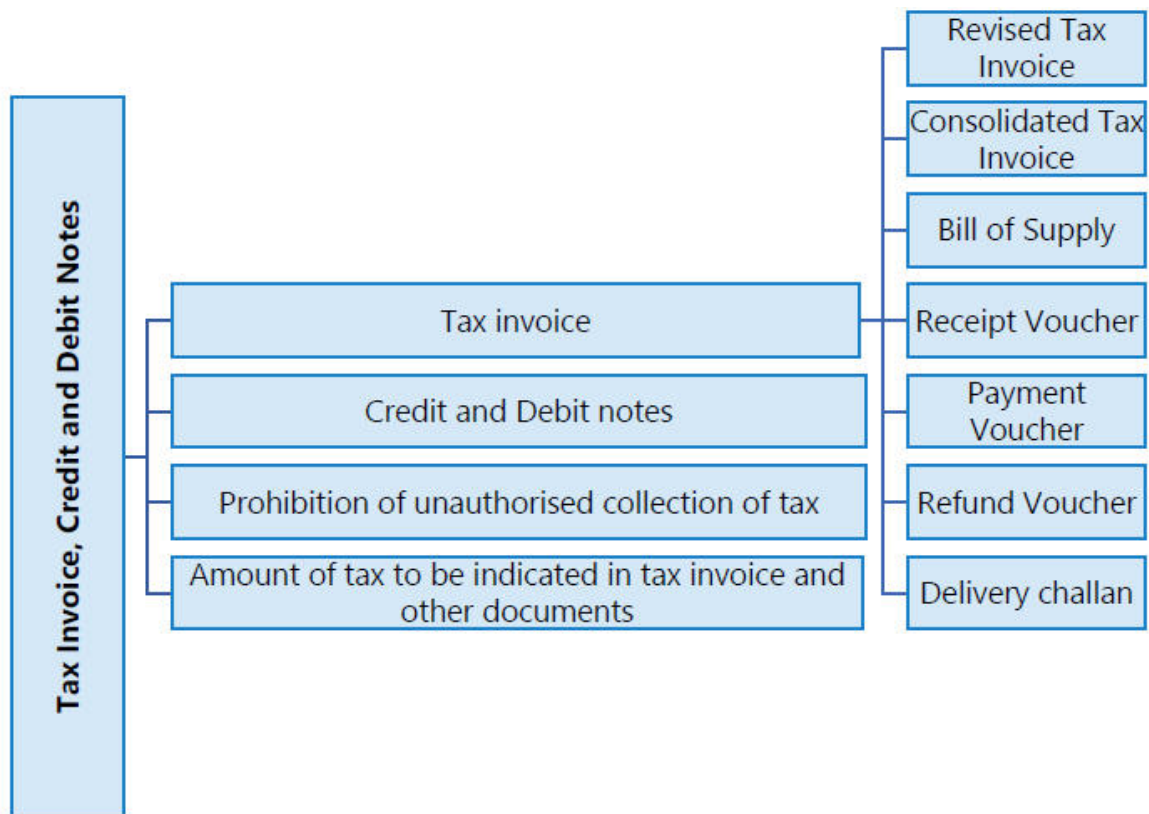 Tax Invoice, Credit and Debit Notes
Tax invoice
Credit and Debit notes
Prohibition of unauthorised collection of tax
Amount of tax to be indicated in tax invoice and
other documents
Revised Tax
Invoice
Consolidated Tax
Invoice
Bill of Supply
Receipt Voucher
Payment
Voucher
Refund Voucher
Delivery challan